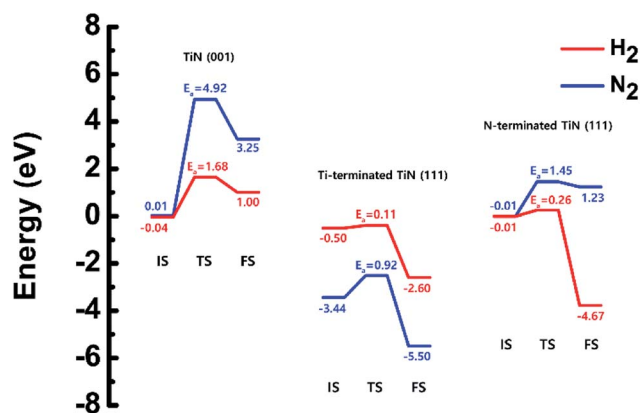 8
6
4
2
0
-2
-4
-6
-8
Energy (eV)
TiN (001)
Ea=4.92
3.25
Ea=1.68
1.00
0.01
-0.04
IS TS FS
Ti-terminated TiN (111)
Ea=0.11
-0.50
-2.60
Ea=0.92
-3.44
-5.50
IS TS FS
H2
N2
N-terminated TiN (111)
Ea=1.45
-0.01
1.23
Ea=0.26
-0.01
-4.67
IS TS FS